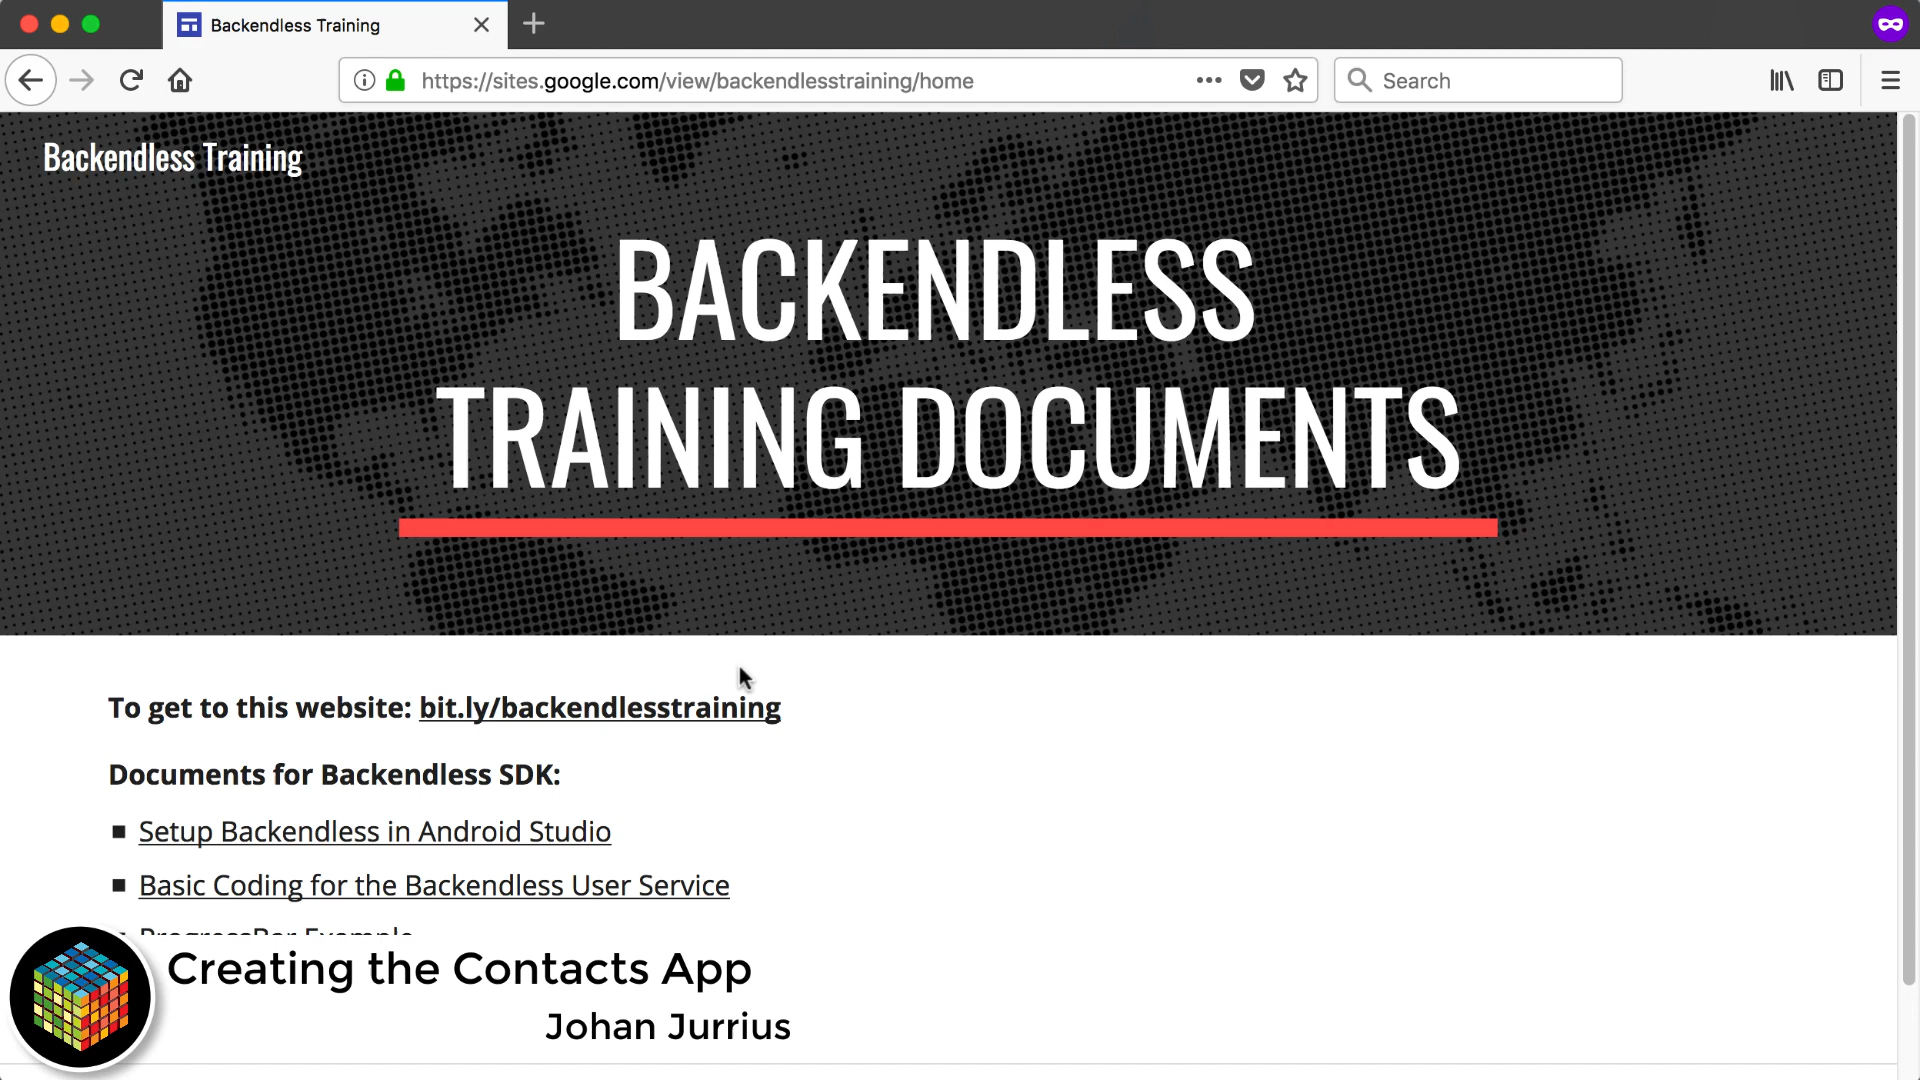 Backendless Training
https://sites.google.com/view/backendlesstraining/home
Search
Backendless Training
BACKENDLESS
TRAINING DOCUMENTS
To get to this website: bit.ly/backendlesstraining
Documents for Backendless SDK:
Setup Backendless in Android Studio
Basic Coding for the Backendless User Service
ProgressBar Example
Creating the Contacts App
Johan Jurrius